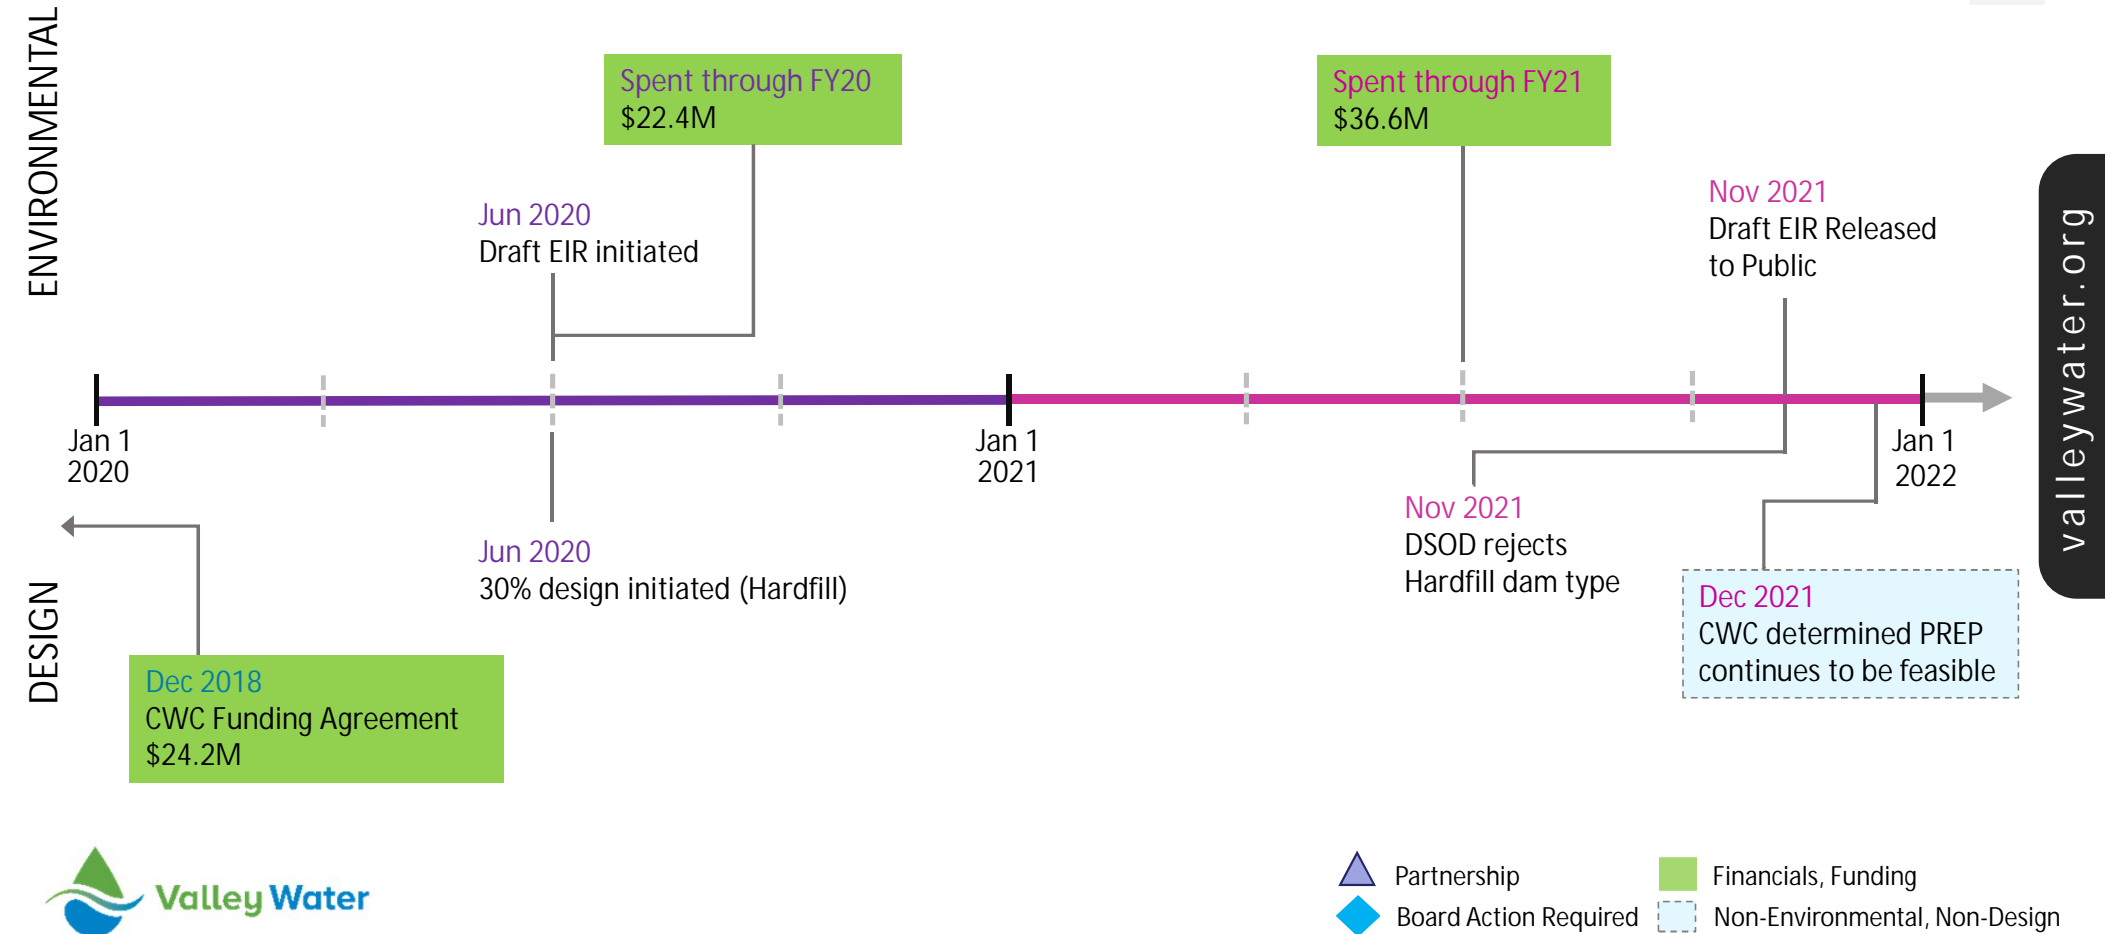 ENVIRONMENTAL
Spent through FY20
$22.4M
Spent through FY21
$36.6M
Jun 2020
Draft EIR initiated
Nov 2021
Draft EIR Released
to Public
valleywater.org
Jan 1
2020
Jan 1
2021
Jan 1
2022
DESIGN
Jun 2020
30% design initiated (Hardfill)
Nov 2021
DSOD rejects
Hardfill dam type
Dec 2021
CWC determined PREP
continues to be feasible
Dec 2018
CWC Funding Agreement
$24.2M
Valley Water
Partnership
Financials, Funding
Board Action Required
Non-Environmental, Non-Design